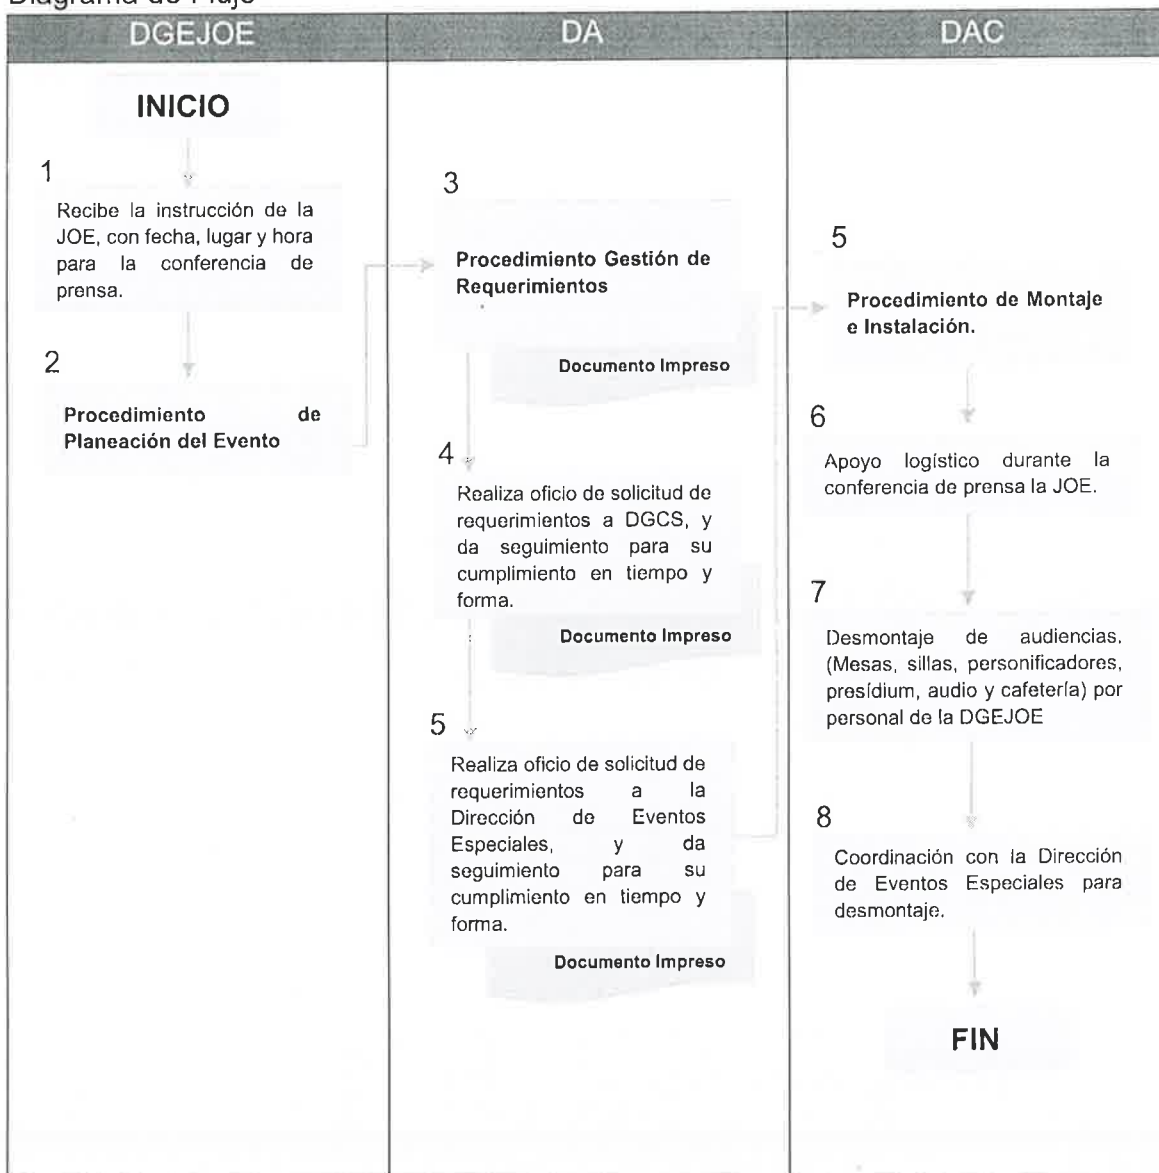 Diagrama de Flujo
DGEJOE
DA
DAC
INICIO
1
Recibe la instrucción de la
JOE, con fecha, lugar y hora
para la conferencia de
prensa.
2
Procedimiento de
Planeación del Evento
3
Procedimiento Gestión de
Requerimientos
Documento Impreso
4
Realiza oficio de solicitud de
requerimientos a DGCS, y
da seguimiento para su
cumplimiento en tiempo y
forma.
Documento Impreso
5
Realiza oficio de solicitud de
requerimientos a la
Dirección de Eventos
Especiales, y da
seguimiento para su
cumplimiento en tiempo y
forma.
Documento Impreso
5
Procedimiento de Montaje
e Instalación.
6
Apoyo logístico durante la
conferencia de prensa la JOE.
7
Desmontaje de audiencias.
(Mesas, sillas, personificadores,
presídium, audio y cafetería) por
personal de la DGEJOE
8
Coordinación con la Dirección
de Eventos Especiales para
desmontaje.
FIN